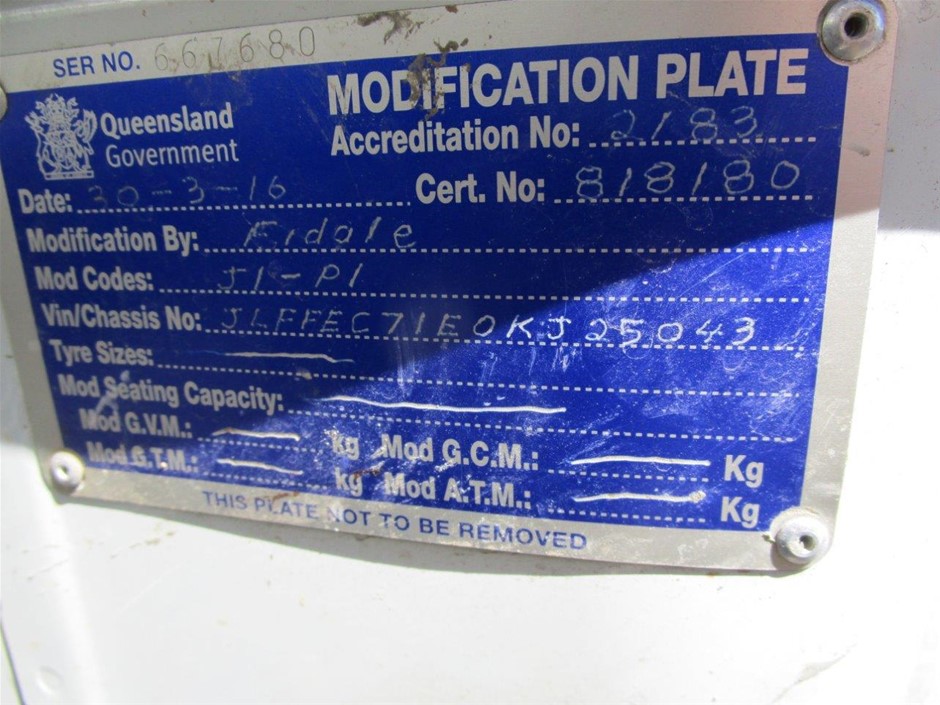 SER NO. 667680
MODIFICATION PLATE
Queensland
Government
Accreditation No: 2183
Date: 30-3-16 Cert. No: 818180
Modification By: Fidale
Mod Codes: J1-P1
Vin/Chassis No: JLFFEC71E0KJ25043
Tyre Sizes:
Mod Seating Capacity:
Mod G.V.M.: kg Mod G.C.M.: Kg
Mod G.T.M.: kg Mod A.T.M.: Kg
THIS PLATE NOT TO BE REMOVED